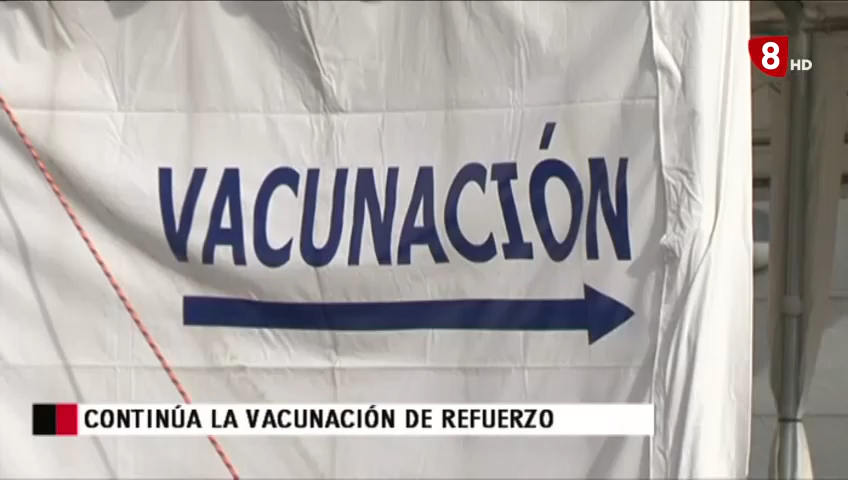 8 HD
VACUNACIÓN
CONTINÚA LA VACUNACIÓN DE REFUERZO